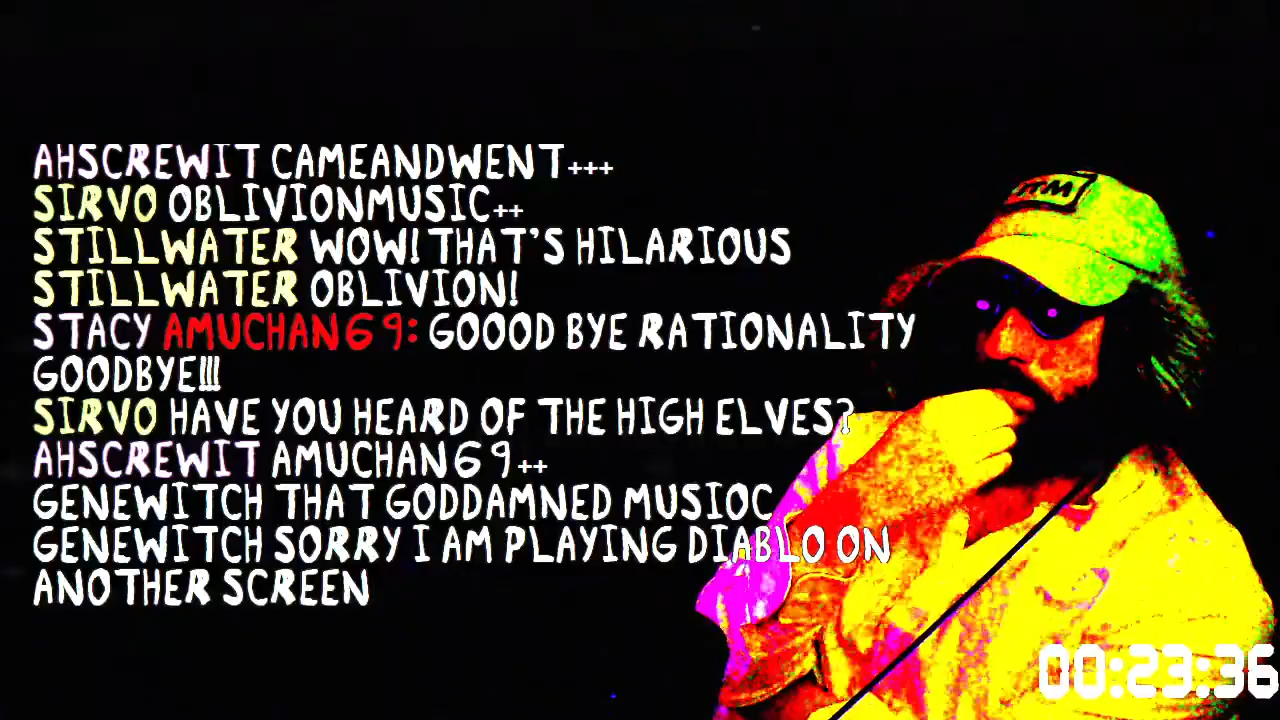 AHSCREWIT CAMEANDWENT+++
SIRVO OBLIVIONMUSIC++
STILLWATER WOW! THAT'S HILARIOUS
STILLWATER OBLIVION!
STACY AMUCHAN69: GOOOD BYE RATIONALITY
GOODBYE!!!
SIRVO HAVE YOU HEARD OF THE HIGH ELVES?
AHSCREWIT AMUCHAN69++
GENEWITCH THAT GODDAMNED MUSIOC
GENEWITCH SORRY I AM PLAYING DIABLO ON
ANOTHER SCREEN
00:23:36